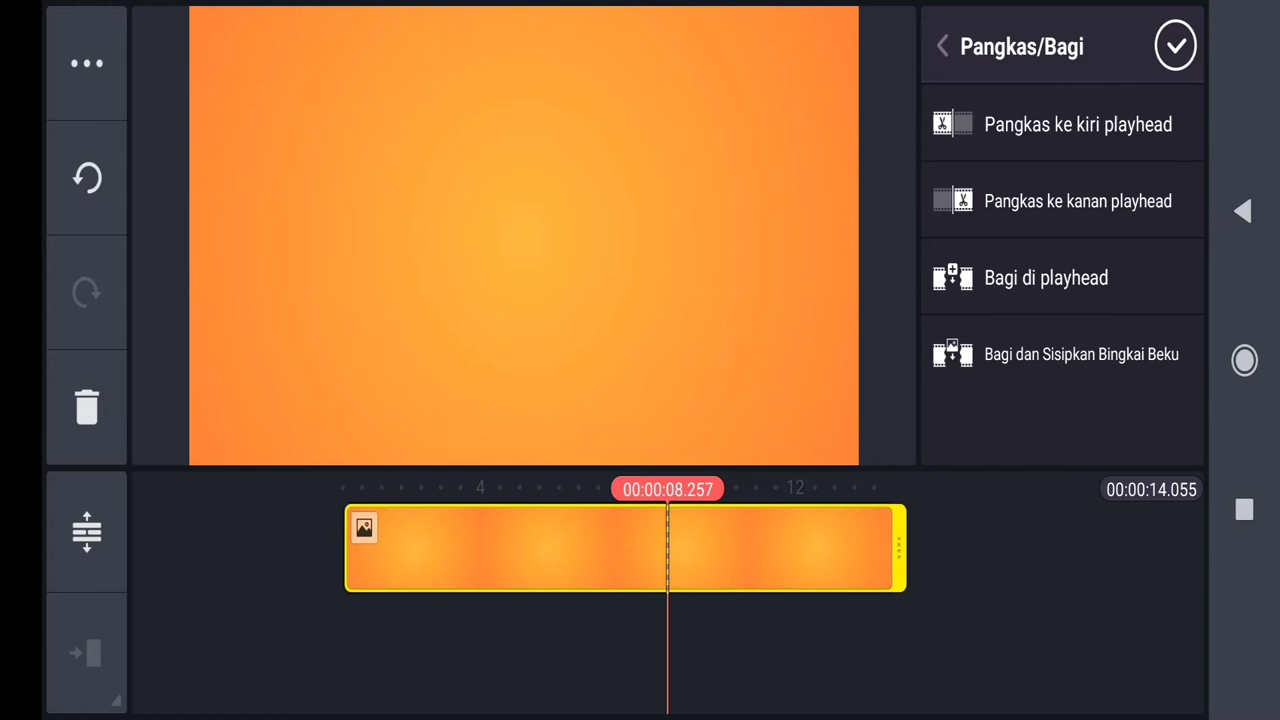 Pangkas/Bagi
Pangkas ke kiri playhead
Pangkas ke kanan playhead
Bagi di playhead
Bagi dan Sisipkan Bingkai Beku
4
00:00:08.257
12
00:00:14.055